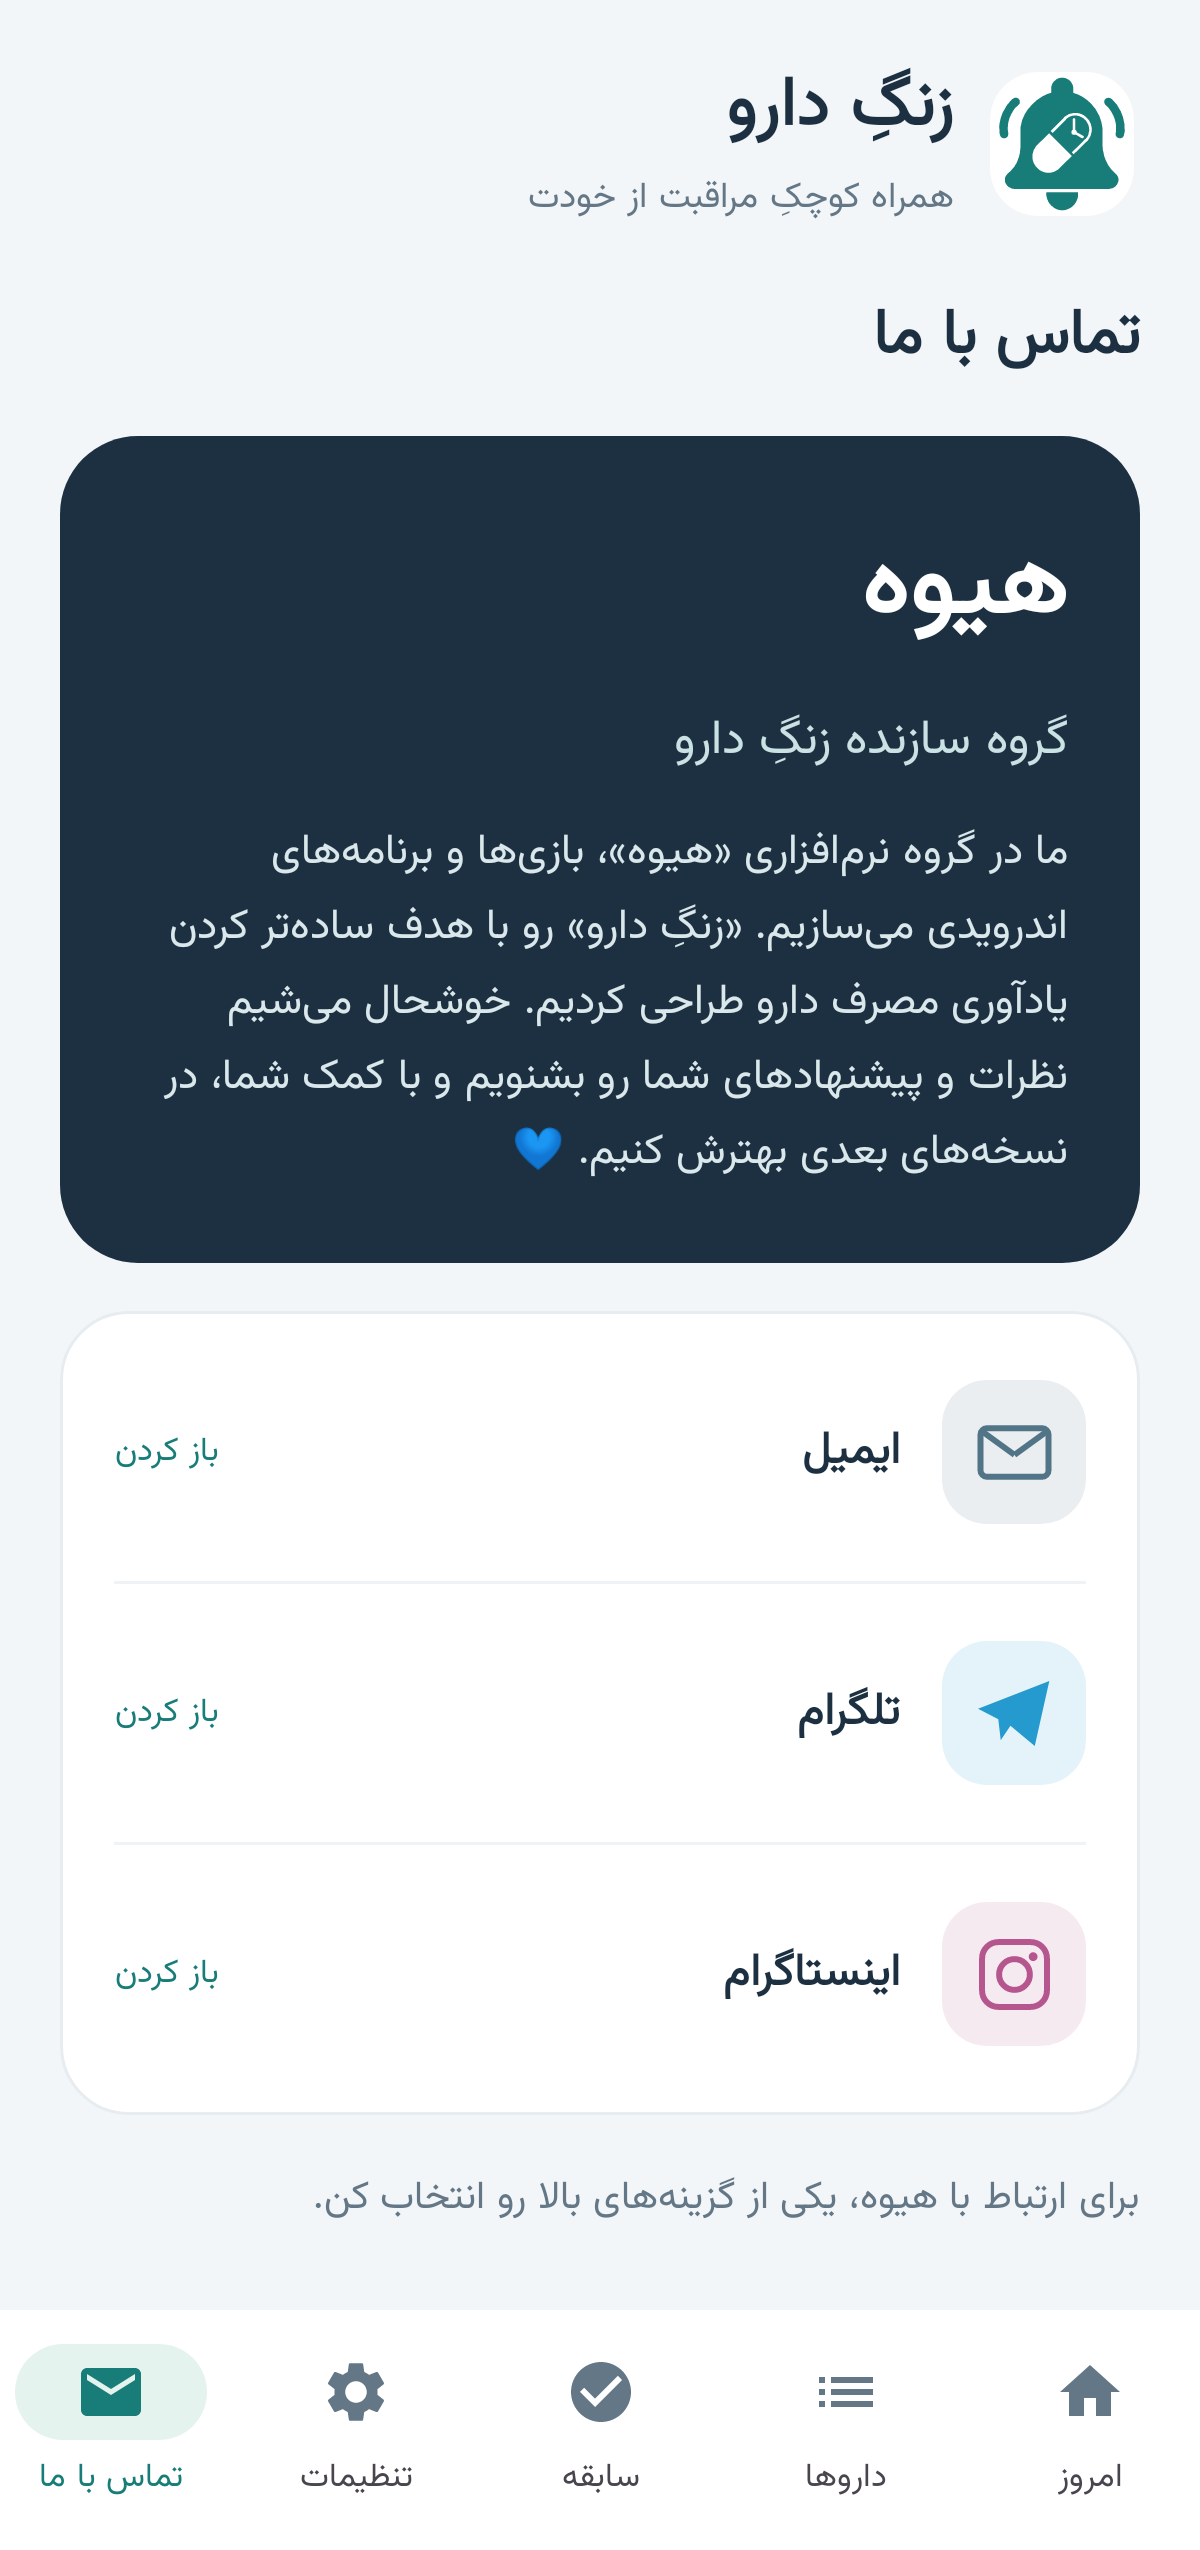 زنگِ دارو
همراه کوچکِ مراقبت از خودت
تماس با ما
هیوه
گروه سازنده زنگِ دارو
ما در گروه نرم‌افزاری «هیوه»، بازی‌ها و برنامه‌های
اندرویدی می‌سازیم. «زنگِ دارو» رو با هدف ساده‌تر کردن
یادآوری مصرف دارو طراحی کردیم. خوشحال می‌شیم
نظرات و پیشنهادهای شما رو بشنویم و با کمک شما، در
نسخه‌های بعدی بهترش کنیم. 💙
ایمیل
باز کردن
تلگرام
باز کردن
اینستاگرام
باز کردن
برای ارتباط با هیوه، یکی از گزینه‌های بالا رو انتخاب کن.
امروز
داروها
سابقه
تنظیمات
تماس با ما